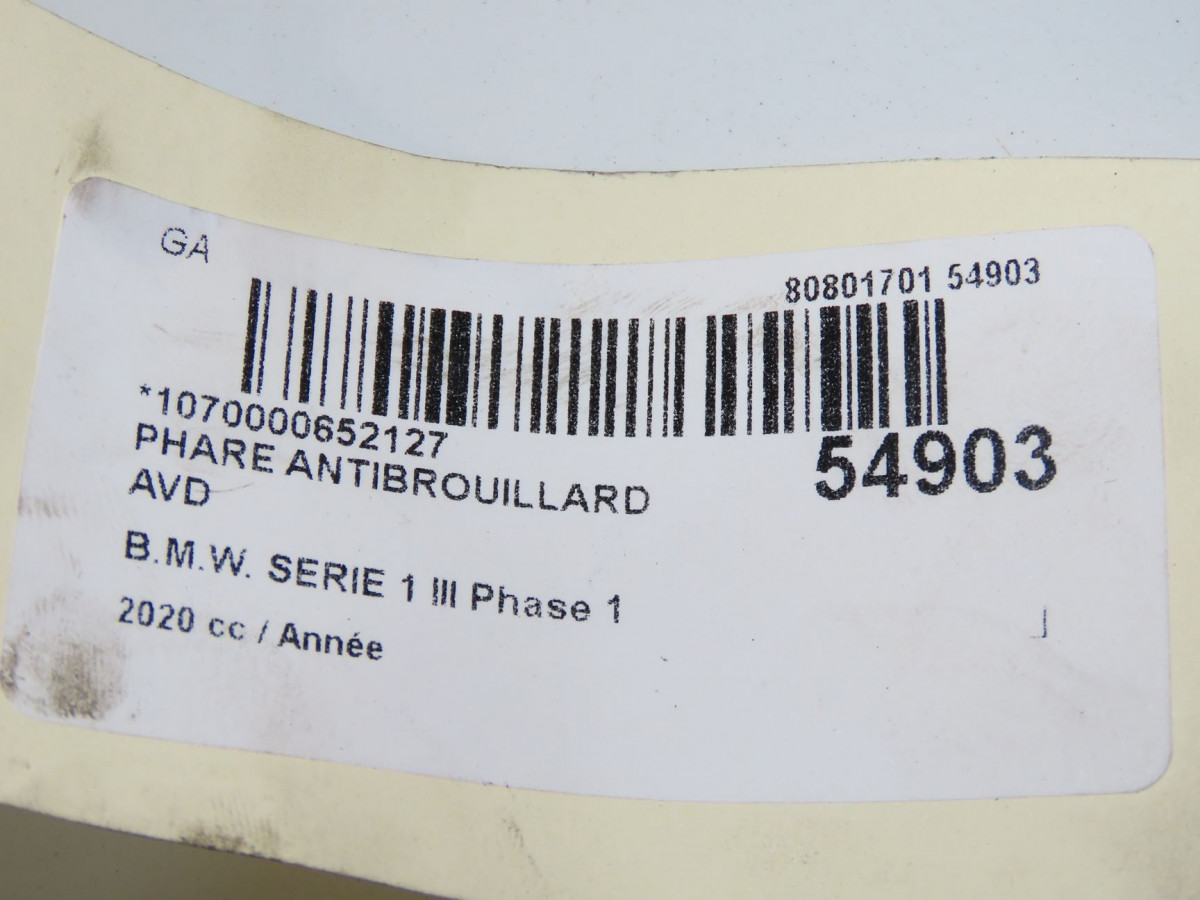 GA
80801701 54903
*1070000652127
54903
PHARE ANTIBROUILLARD
AVD
B.M.W. SERIE 1 III Phase 1
2020 cc / Année